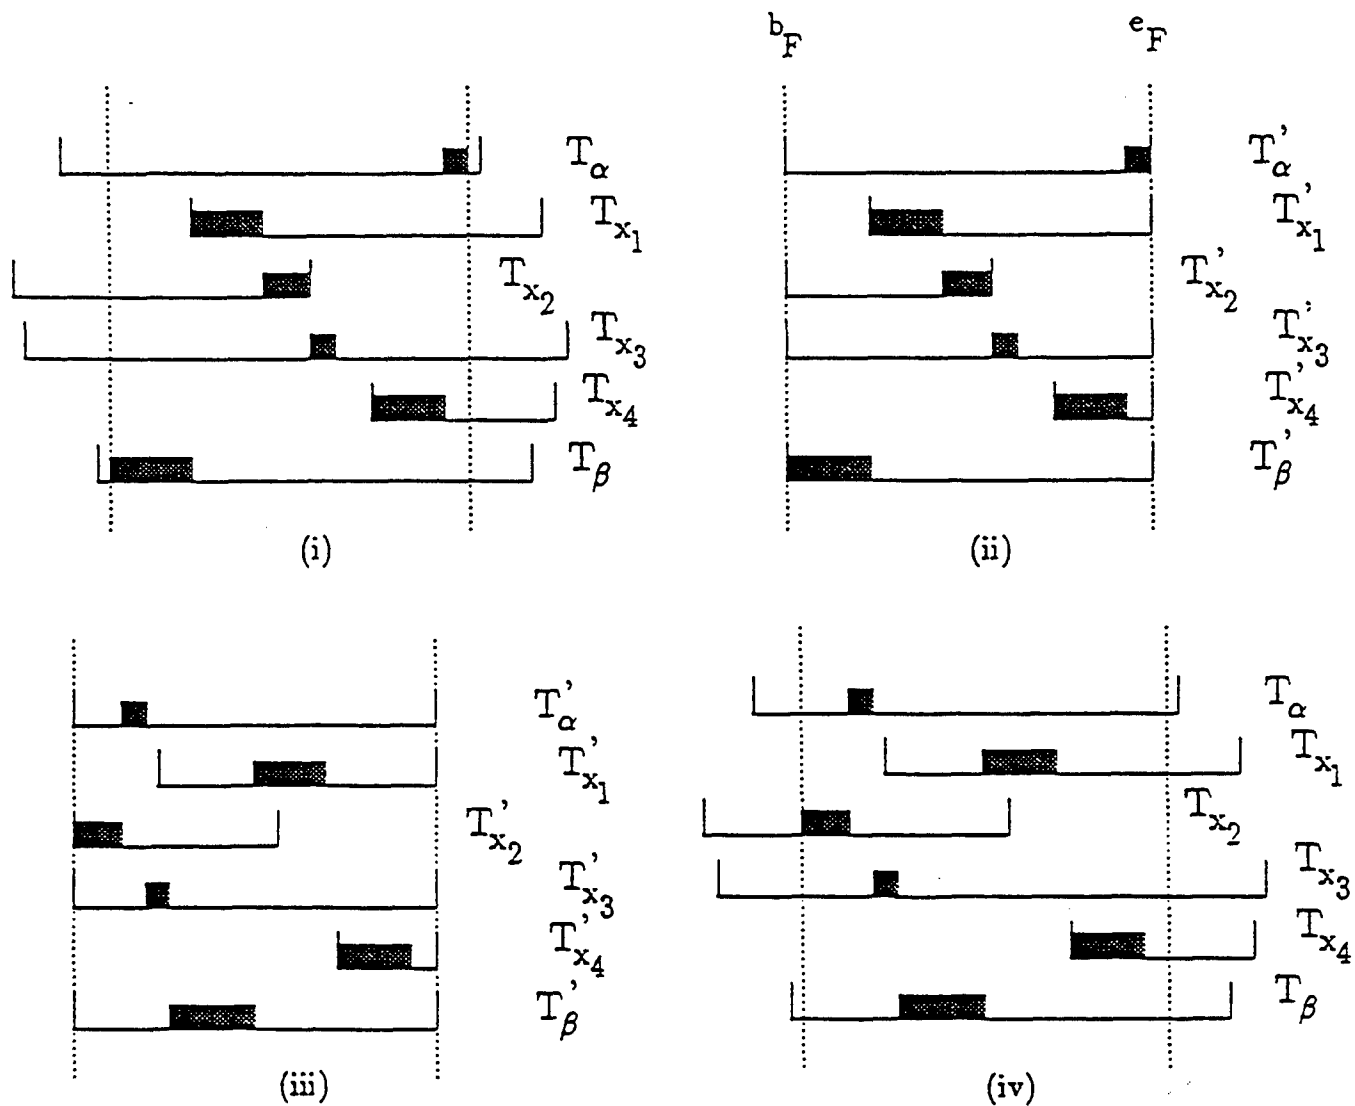 b_F e_F
T_α
T_x₁
T_x₂
T_x₃
T_x₄
T_β
(i)
T'_α
T'_x₁
T'_x₂
T'_x₃
T'_x₄
T'_β
(ii)
T'_α
T'_x₁
T'_x₂
T'_x₃
T'_x₄
T'_β
(iii)
T_α
T_x₁
T_x₂
T_x₃
T_x₄
T_β
(iv)